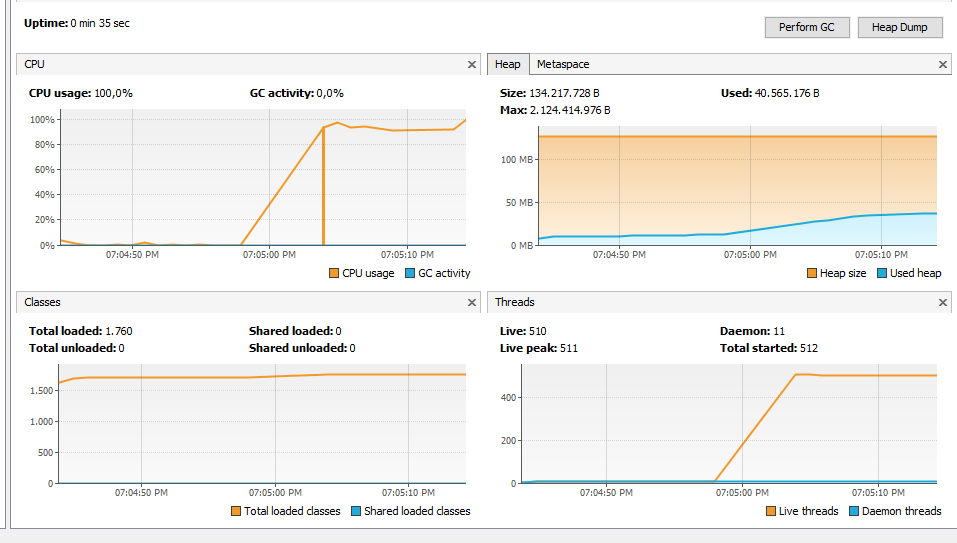 Uptime: 0 min 35 sec
Perform GC
Heap Dump
CPU
CPU usage: 100,0%
GC activity: 0,0%
100%
80%
60%
40%
20%
0%
07:04:50 PM
07:05:00 PM
07:05:10 PM
CPU usage
GC activity
Heap
Metaspace
Size: 134.217.728 B
Used: 40.565.176 B
Max: 2.124.414.976 B
100 MB
50 MB
0 MB
07:04:50 PM
07:05:00 PM
07:05:10 PM
Heap size
Used heap
Classes
Total loaded: 1.760
Shared loaded: 0
Total unloaded: 0
Shared unloaded: 0
1.500
1.000
500
0
07:04:50 PM
07:05:00 PM
07:05:10 PM
Total loaded classes
Shared loaded classes
Threads
Live: 510
Daemon: 11
Live peak: 511
Total started: 512
400
200
0
07:04:50 PM
07:05:00 PM
07:05:10 PM
Live threads
Daemon threads